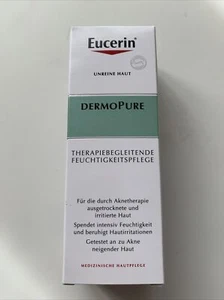 Eucerin®
UNREINE HAUT
DERMOPURE
THERAPIEBEGLEITENDE
FEUCHTIGKEITSPFLEGE
Für die durch Aknetherapie
ausgetrocknete und
irritierte Haut
Spendet intensiv Feuchtigkeit
und beruhigt Hautirritationen
Getestet an zu Akne
neigender Haut
MEDIZINISCHE HAUTPFLEGE